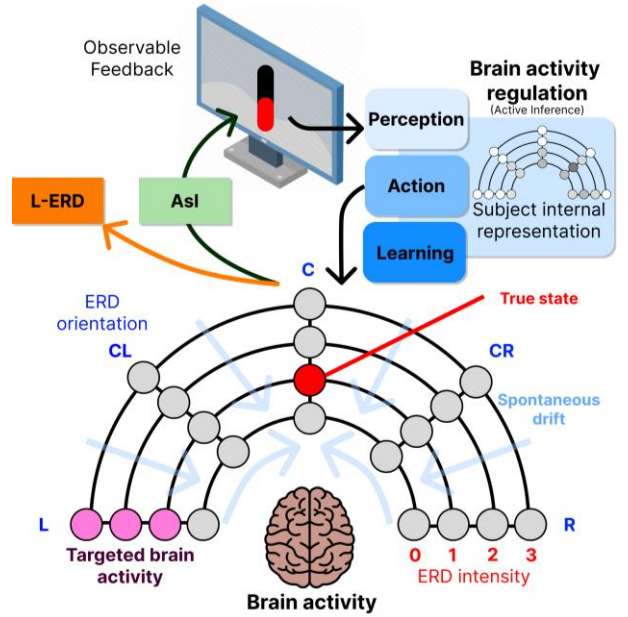 Observable
Feedback
Brain activity
regulation
(Active Inference)
Perception
Action
Learning
Subject internal
representation
L-ERD
AsI
C
ERD
orientation
True state
CL
CR
Spontaneous
drift
L
R
Targeted brain
activity
0 1 2 3
ERD intensity
Brain activity